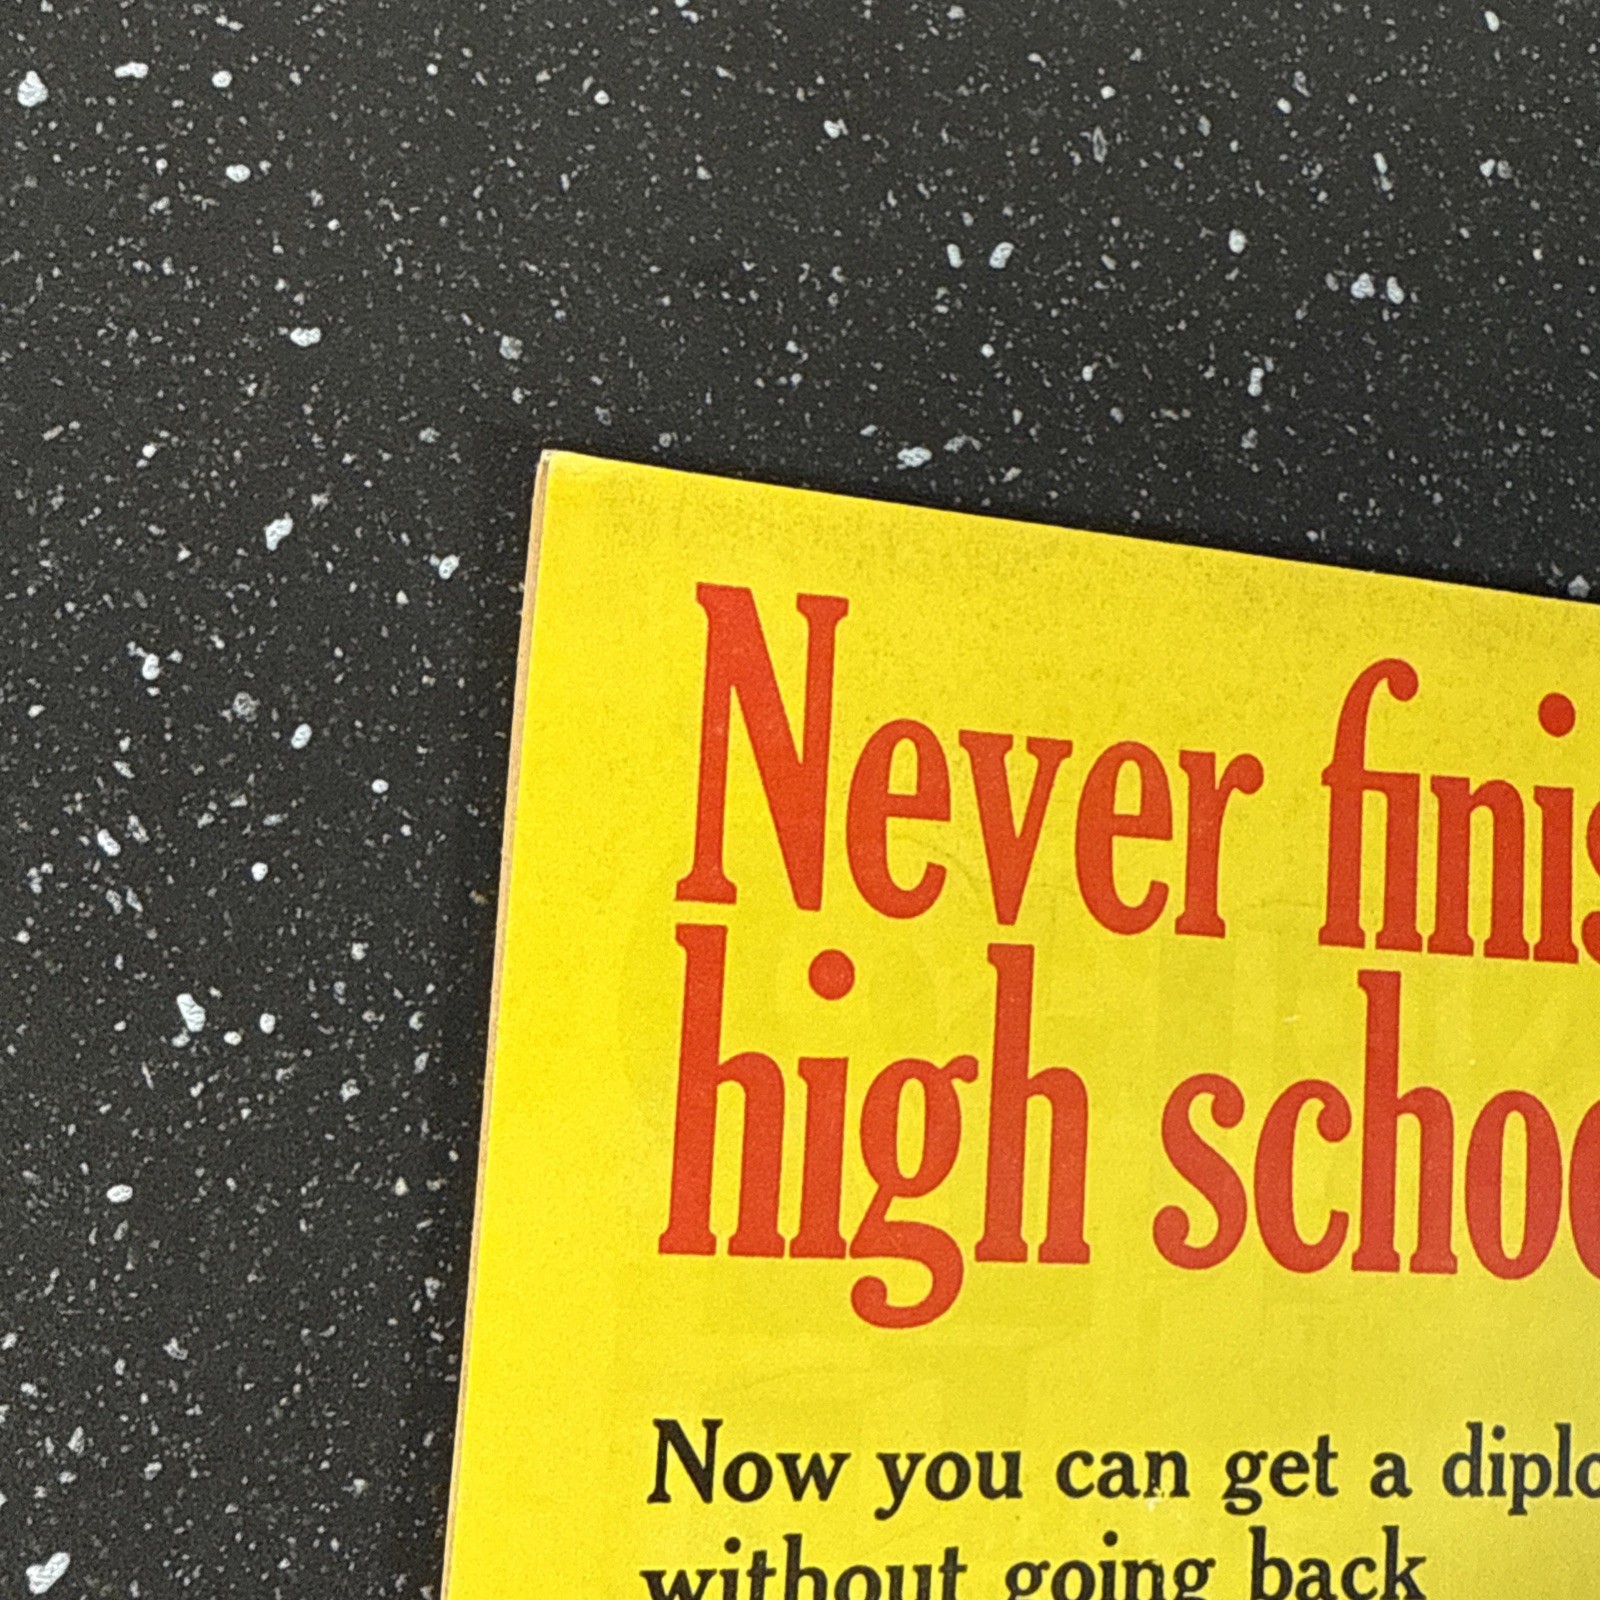 Never finis
high schoo
Now you can get a diplo
without going back